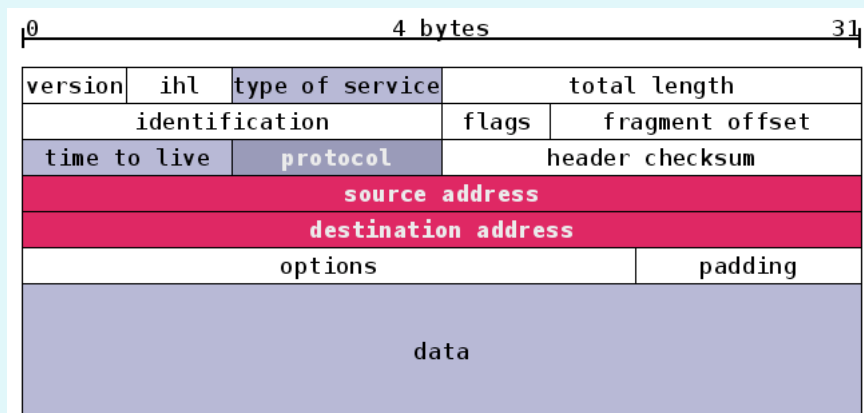 0 4 bytes 31
version ihl type of service total length
identification flags fragment offset
time to live protocol header checksum
source address
destination address
options padding
data